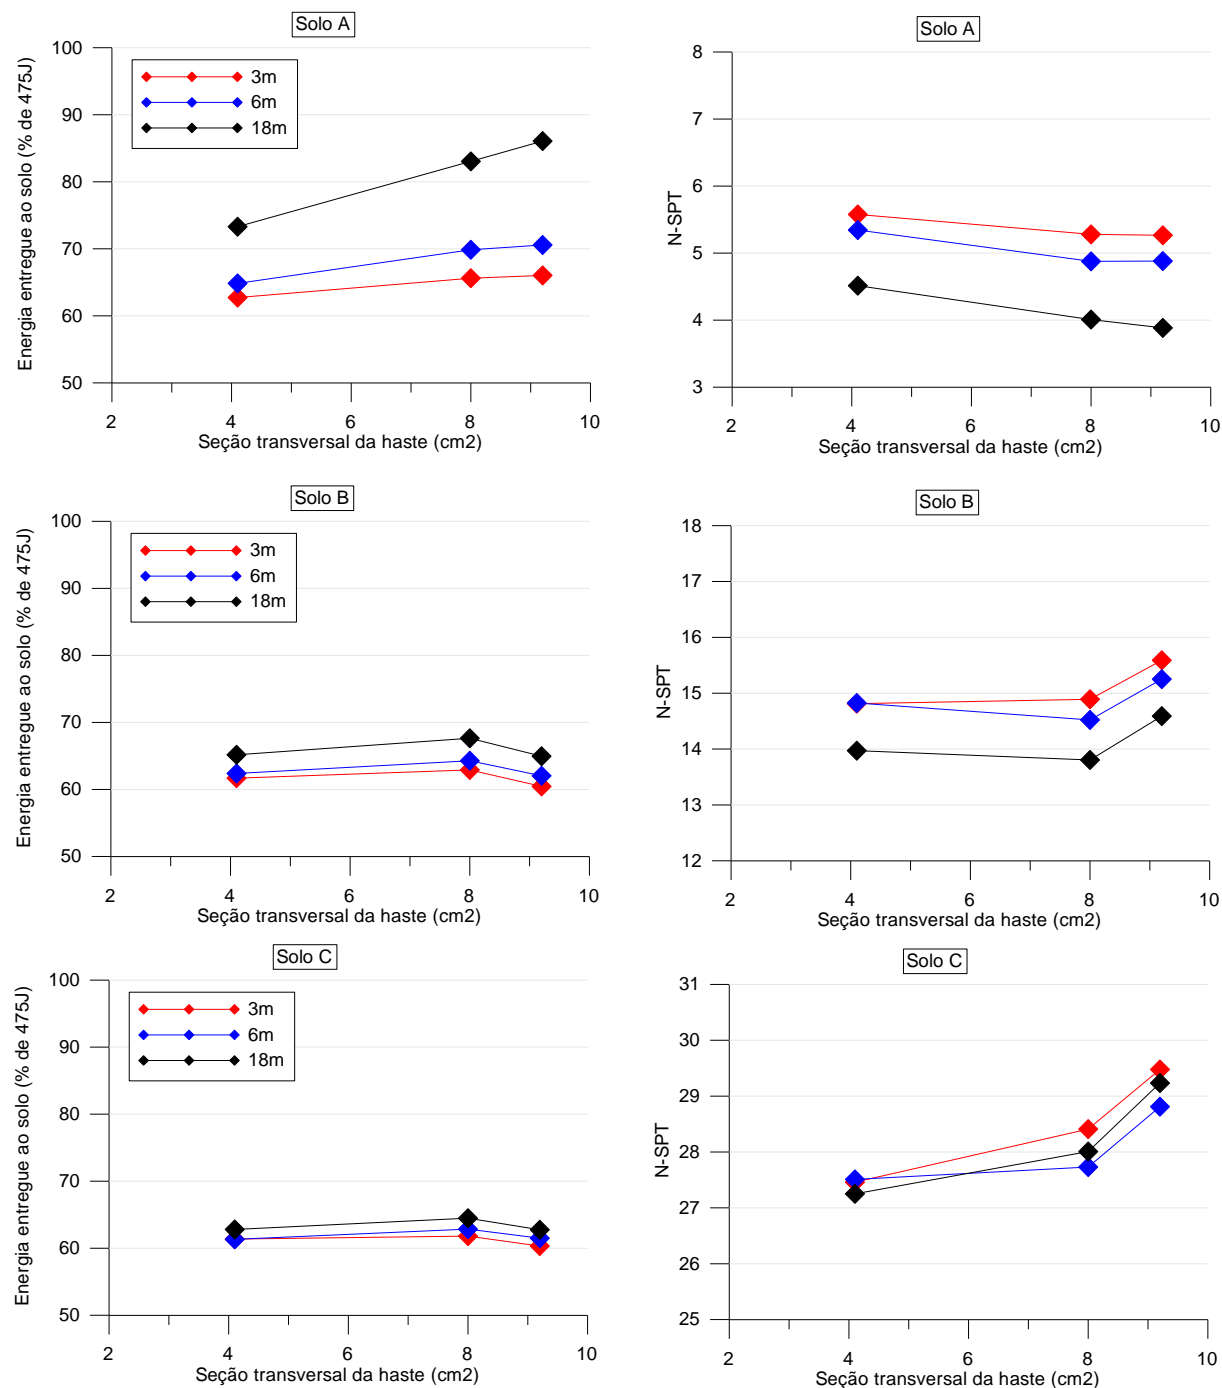 Solo A
Energia entregue ao solo (% de 475J)
100
90
80
70
60
50
3m
6m
18m
2 4 6 8 10
Seção transversal da haste (cm2)
Solo A
N-SPT
8
7
6
5
4
3
2 4 6 8 10
Seção transversal da haste (cm2)
Solo B
Energia entregue ao solo (% de 475J)
100
90
80
70
60
50
3m
6m
18m
2 4 6 8 10
Seção transversal da haste (cm2)
Solo B
N-SPT
18
17
16
15
14
13
12
2 4 6 8 10
Seção transversal da haste (cm2)
Solo C
Energia entregue ao solo (% de 475J)
100
90
80
70
60
50
3m
6m
18m
2 4 6 8 10
Seção transversal da haste (cm2)
Solo C
N-SPT
31
30
29
28
27
26
25
2 4 6 8 10
Seção transversal da haste (cm2)